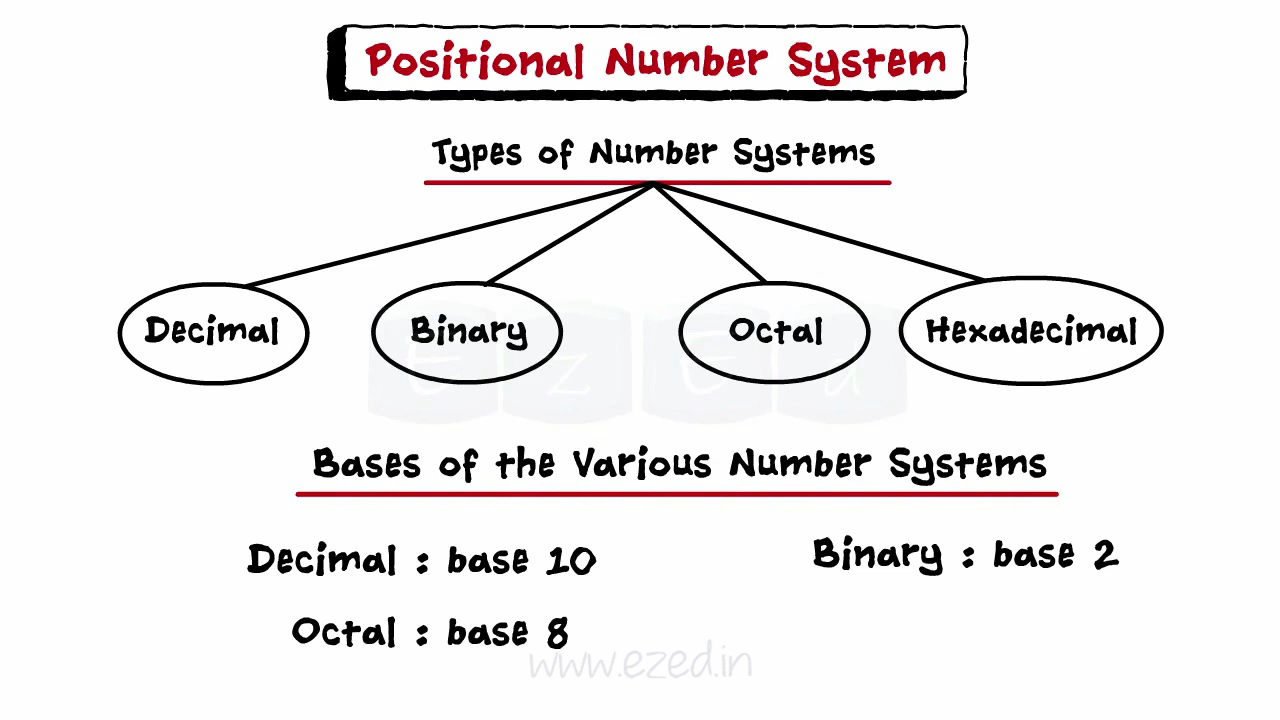 Positional Number System
Types of Number Systems
Decimal Binary Octal Hexadecimal
E z E d
Bases of the Various Number Systems
Decimal : base 10 Binary : base 2
Octal : base 8
www.ezed.in